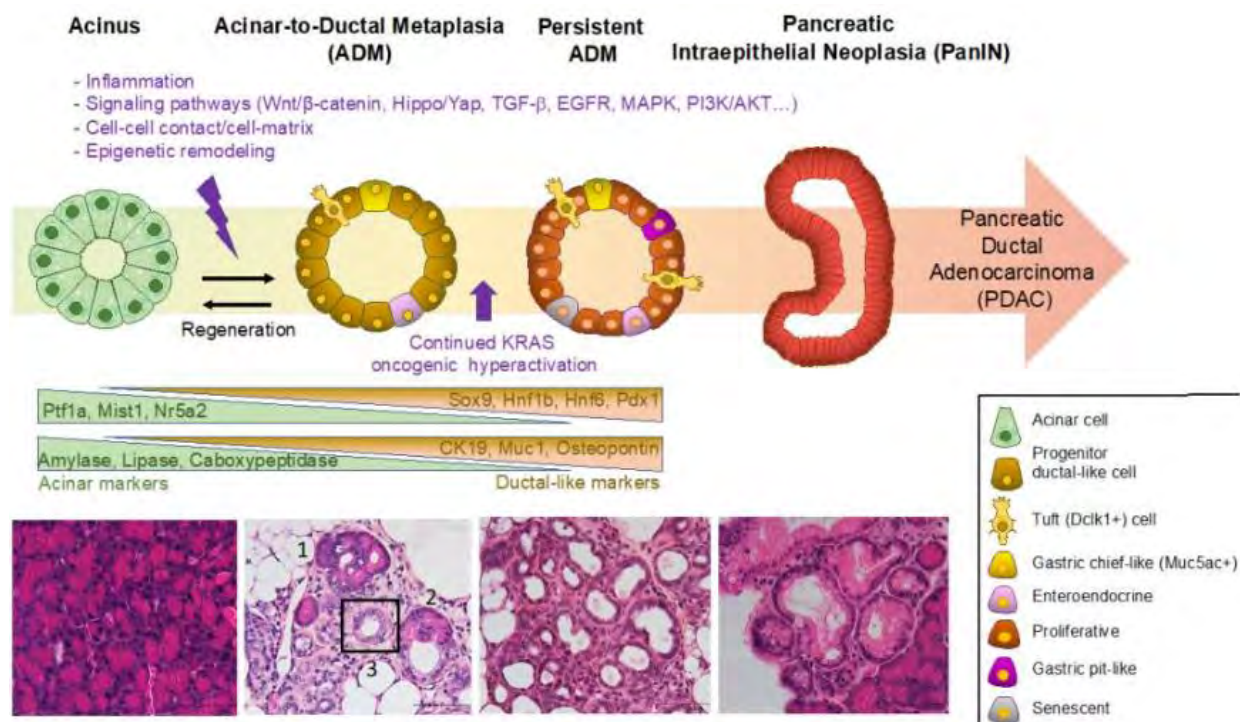 Acinus
Acinar-to-Ductal Metaplasia
(ADM)
Persistent
ADM
Pancreatic
Intraepithelial Neoplasia (PanIN)
- Inflammation
- Signaling pathways (Wnt/β-catenin, Hippo/Yap, TGF-β, EGFR, MAPK, PI3K/AKT…)
- Cell-cell contact/cell-matrix
- Epigenetic remodeling
Regeneration
Continued KRAS
oncogenic hyperactivation
Pancreatic
Ductal
Adenocarcinoma
(PDAC)
Ptf1a, Mist1, Nr5a2
Sox9, Hnf1b, Hnf6, Pdx1
Amylase, Lipase, Caboxypeptidase
CK19, Muc1, Osteopontin
Acinar markers
Ductal-like markers
1
2
3
Acinar cell
Progenitor
ductal-like cell
Tuft (Dclk1+) cell
Gastric chief-like (Muc5ac+)
Enteroendocrine
Proliferative
Gastric pit-like
Senescent